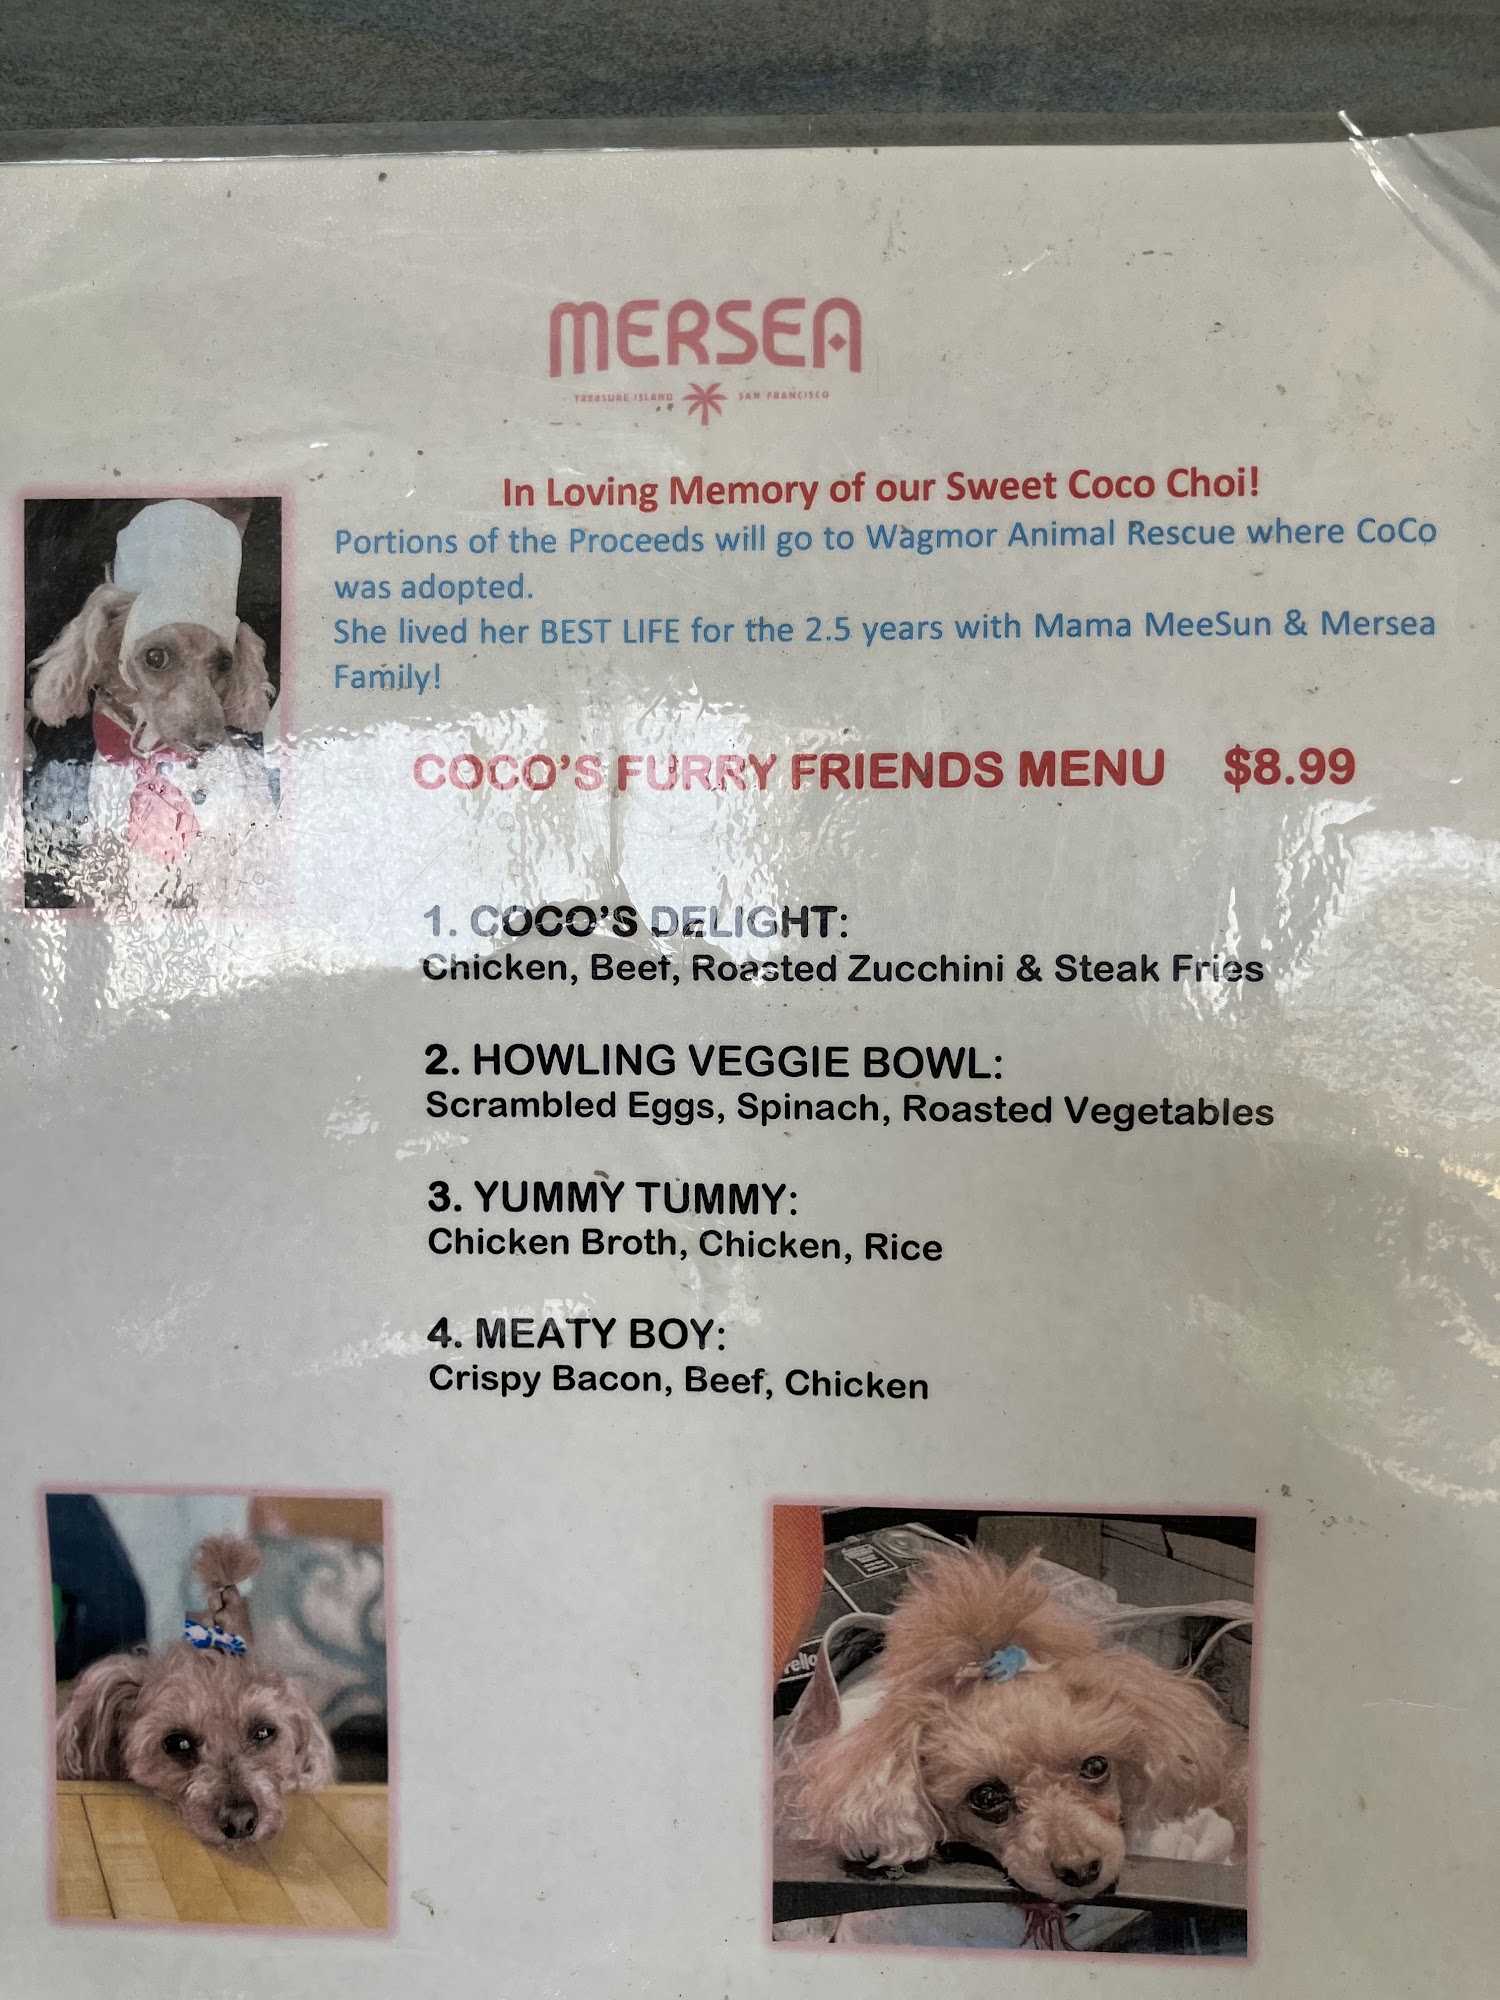 MERSEA
TREASURE ISLAND SAN FRANCISCO
In Loving Memory of our Sweet Coco Choi!
Portions of the Proceeds will go to Wagmor Animal Rescue where CoCo
was adopted.
She lived her BEST LIFE for the 2.5 years with Mama MeeSun & Mersea
Family!
COCO'S FURRY FRIENDS MENU $8.99
1. COCO'S DELIGHT:
Chicken, Beef, Roasted Zucchini & Steak Fries
2. HOWLING VEGGIE BOWL:
Scrambled Eggs, Spinach, Roasted Vegetables
3. YUMMY TUMMY:
Chicken Broth, Chicken, Rice
4. MEATY BOY:
Crispy Bacon, Beef, Chicken